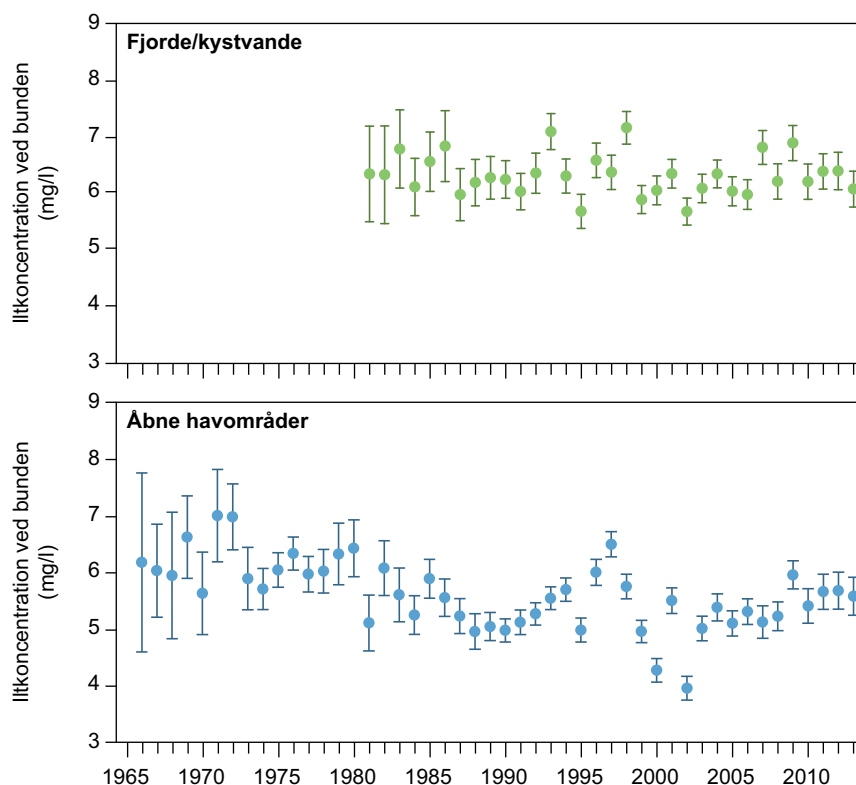 Fjorde/kystvande
Iltkoncentration ved bunden
(mg/l)
9
8
7
6
5
4
3
Åbne havområder
Iltkoncentration ved bunden
(mg/l)
9
8
7
6
5
4
3
1965 1970 1975 1980 1985 1990 1995 2000 2005 2010